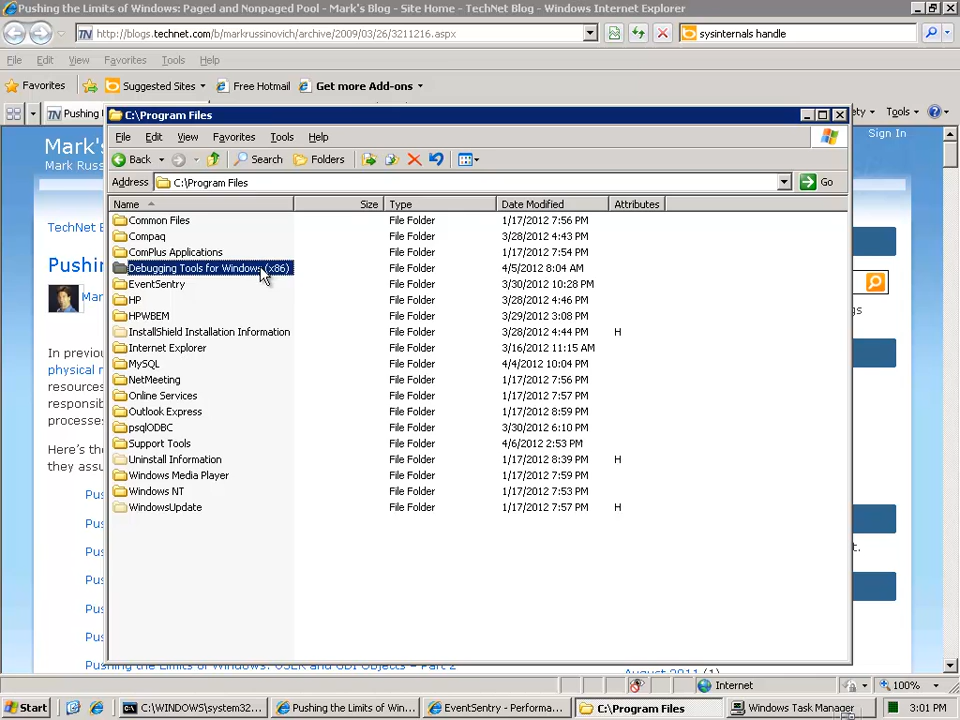 Pushing the Limits of Windows: Paged and Nonpaged Pool - Mark's Blog - Site Home - TechNet Blog - Windows Internet Explorer
http://blogs.technet.com/b/markrussinovich/archive/2009/03/26/3211216.aspx
sysinternals handle
File Edit View Favorites Tools Help
Favorites Suggested Sites Free Hotmail Get more Add-ons
Pushing
Tools
C:\Program Files
File Edit View Favorites Tools Help
Back Search Folders
Address C:\Program Files Go
Name Size Type Date Modified Attributes
Common Files File Folder 1/17/2012 7:56 PM
Compaq File Folder 3/28/2012 4:43 PM
ComPlus Applications File Folder 1/17/2012 7:54 PM
Debugging Tools for Windows (x86) File Folder 4/5/2012 8:04 AM
EventSentry File Folder 3/30/2012 10:28 PM
HP File Folder 3/28/2012 4:46 PM
HPWBEM File Folder 3/29/2012 3:08 PM
InstallShield Installation Information File Folder 3/28/2012 4:44 PM H
Internet Explorer File Folder 3/16/2012 11:15 AM
MySQL File Folder 4/4/2012 10:04 PM
NetMeeting File Folder 1/17/2012 7:56 PM
Online Services File Folder 1/17/2012 7:57 PM
Outlook Express File Folder 1/17/2012 8:59 PM
psqlODBC File Folder 3/30/2012 6:10 PM
Support Tools File Folder 4/6/2012 2:53 PM
Uninstall Information File Folder 1/17/2012 8:39 PM H
Windows Media Player File Folder 1/17/2012 7:59 PM
Windows NT File Folder 1/17/2012 7:53 PM
WindowsUpdate File Folder 1/17/2012 7:57 PM H
Mark's
Mark Rus
Sign In
TechNet B
Pushin
Mar
In previou
physical r
resources
responsib
processe
Here's the
they assu
Pus
Pus
Pus
Pus
Pus
Pus
Pushing the Limits of Windows: USER and GDI Objects – Part 2
August 2011 (1)
Internet 100%
Start C:\WINDOWS\system32... Pushing the Limits of Win... EventSentry - Performa... C:\Program Files Windows Task Manager 3:01 PM